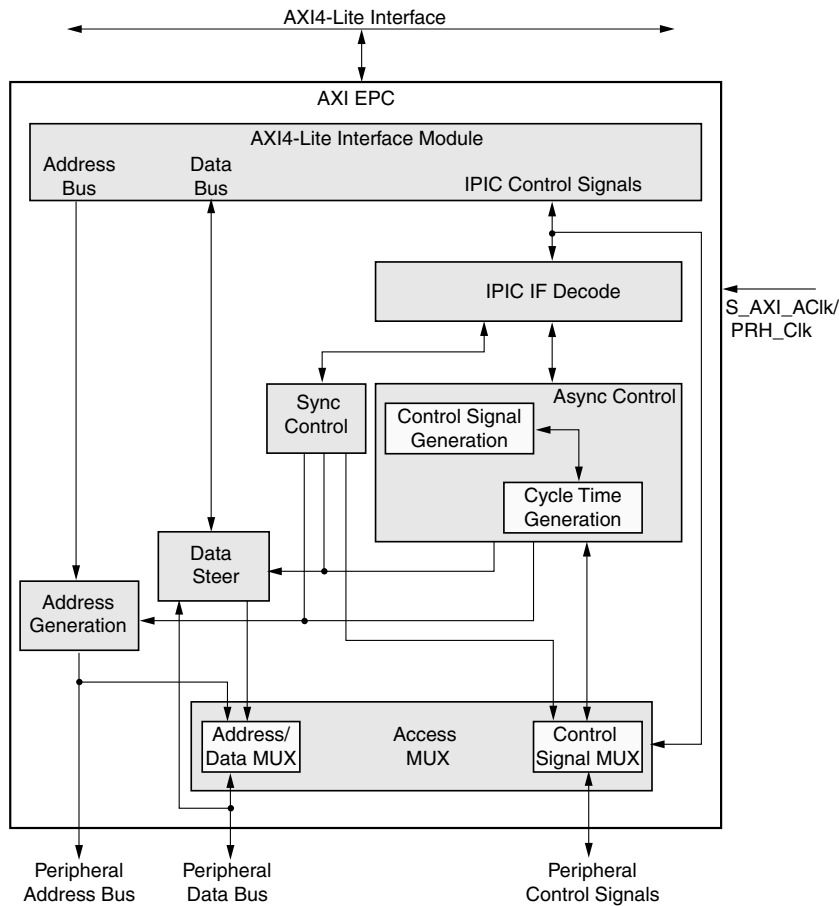 AXI4-Lite Interface
AXI EPC
AXI4-Lite Interface Module
Address
Bus
Data
Bus
IPIC Control Signals
IPIC IF Decode
S_AXI_AClk/
PRH_Clk
Sync
Control
Async Control
Control Signal
Generation
Cycle Time
Generation
Data
Steer
Address
Generation
Address/
Data MUX
Access
MUX
Control
Signal MUX
Peripheral
Address Bus
Peripheral
Data Bus
Peripheral
Control Signals